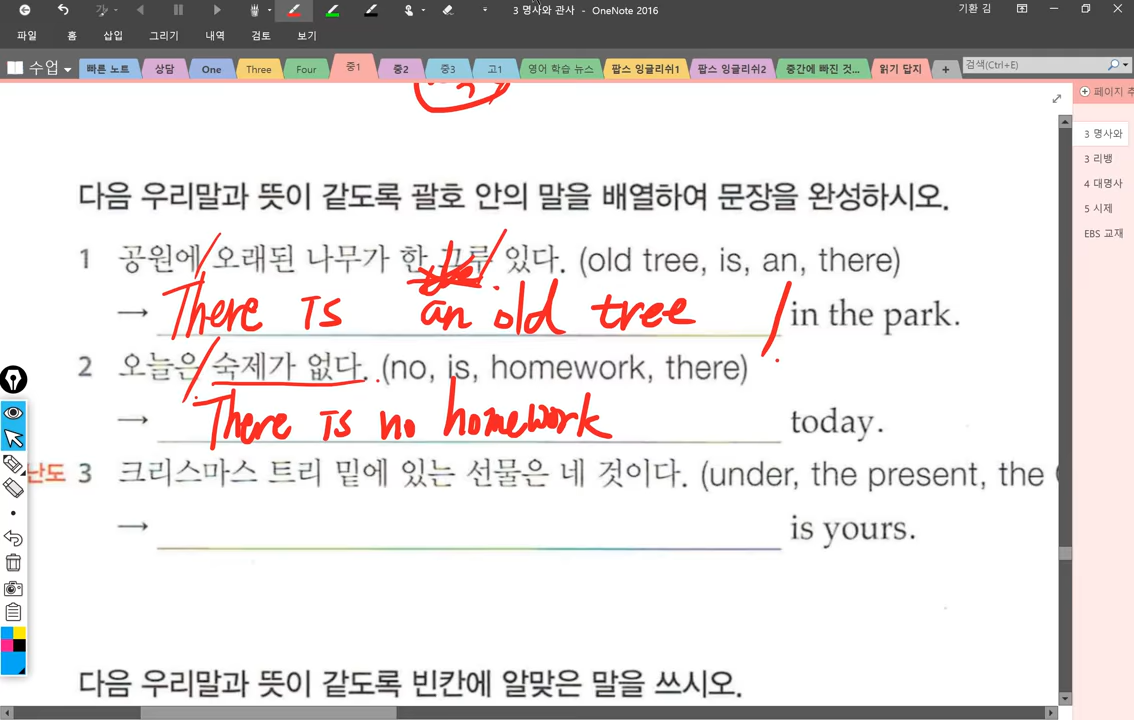 3 명사와 관사 - OneNote 2016
기환 김
파일 홈 삽입 그리기 내역 검토 보기
수업 빠른 노트 상담 One Three Four 중1 중2 중3 고1 영어 학습 뉴스 팝스 잉글리쉬1 팝스 잉글리쉬2 중간에 빠진 것... 읽기 답지 + 검색(Ctrl+E)
페이지 추
3 명사와
3 리뱅
4 대명사
5 시제
EBS 교재
다음 우리말과 뜻이 같도록 괄호 안의 말을 배열하여 문장을 완성하시오.
1 공원에 오래된 나무가 한 그루 있다. (old tree, is, an, there)
→ There is an old tree in the park.
2 오늘은 숙제가 없다. (no, is, homework, there)
→ There is no homework today.
난도 3 크리스마스 트리 밑에 있는 선물은 네 것이다. (under, the present, the
→ is yours.
다음 우리말과 뜻이 같도록 빈칸에 알맞은 말을 쓰시오.